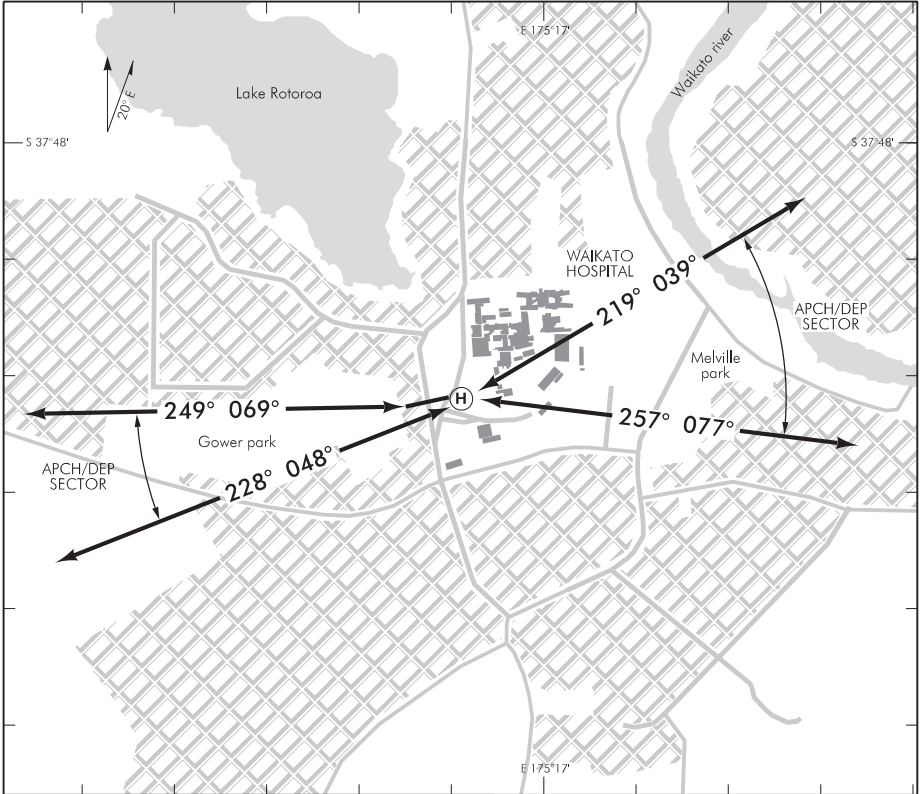 E 175°17'
Waikato river
Lake Rotoroa
20° E
S 37°48'
S 37°48'
WAIKATO
HOSPITAL
219° 039°
APCH/DEP
SECTOR
Melville
park
H
249° 069°
257° 077°
Gower park
APCH/DEP
SECTOR
228° 048°
E 175°17'